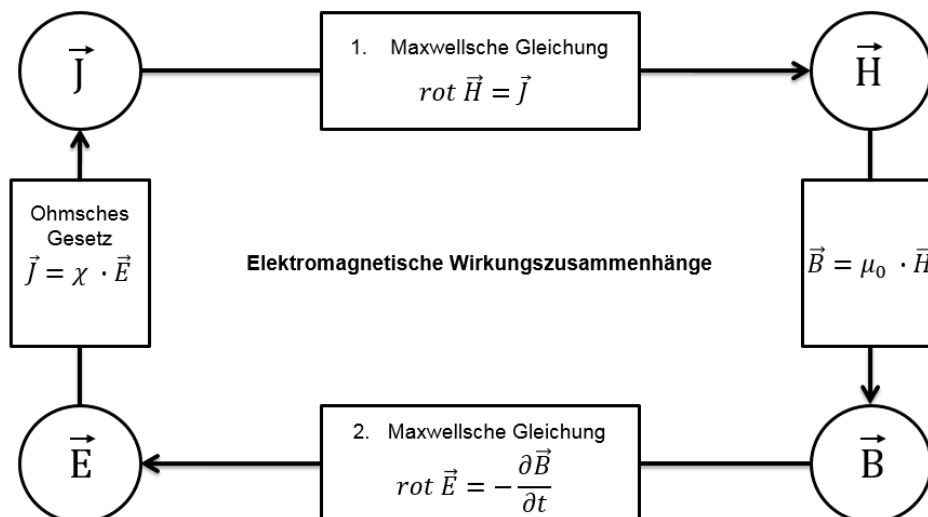 J⃗
1. Maxwellsche Gleichung
rot H⃗ = J⃗
H⃗
Ohmsches
Gesetz
J⃗ = χ · E⃗
Elektromagnetische Wirkungszusammenhänge
B⃗ = μ₀ · H⃗
E⃗
2. Maxwellsche Gleichung
rot E⃗ = − ∂B⃗/∂t
B⃗